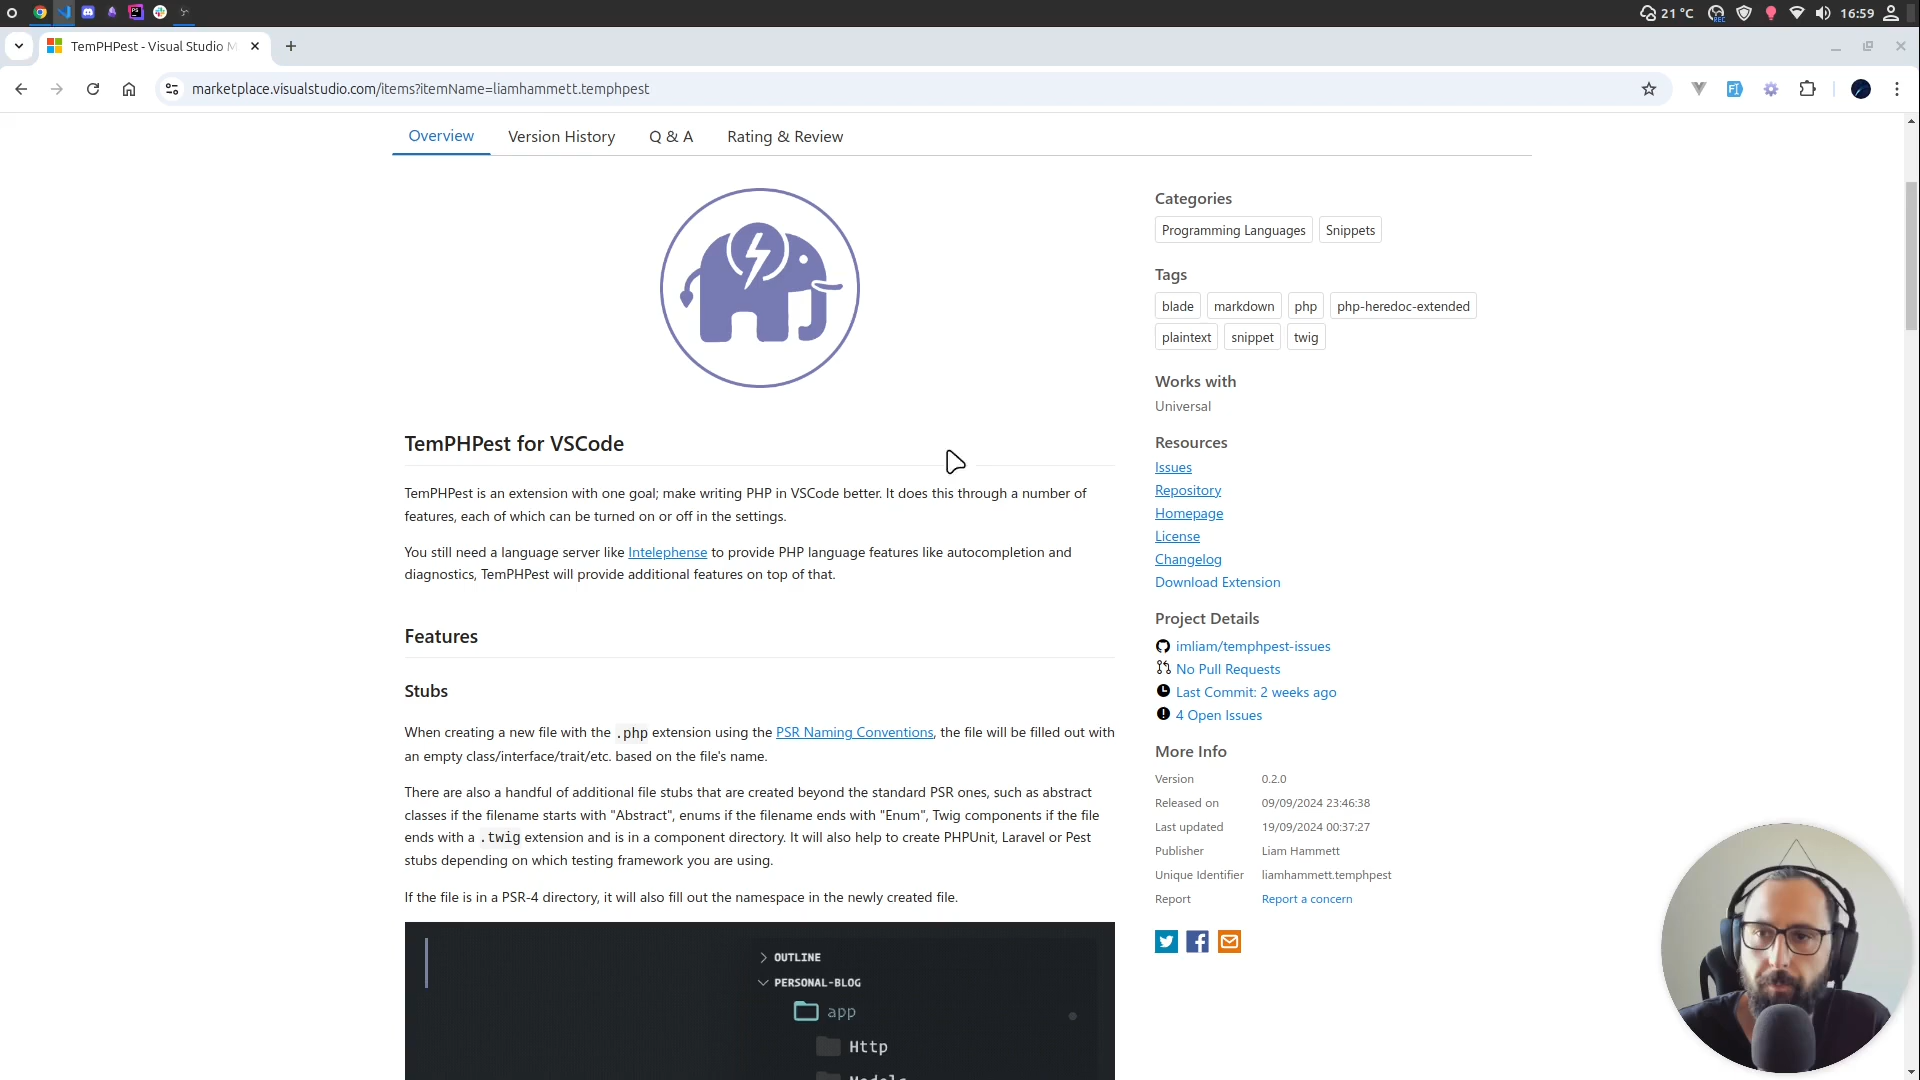 21 °C
REC
16:59
TemPHPest - Visual Studio M
marketplace.visualstudio.com/items?itemName=liamhammett.temphpest
Overview
Version History
Q & A
Rating & Review
TemPHPest for VSCode
TemPHPest is an extension with one goal; make writing PHP in VSCode better. It does this through a number of
features, each of which can be turned on or off in the settings.
You still need a language server like Intelephense to provide PHP language features like autocompletion and
diagnostics, TemPHPest will provide additional features on top of that.
Features
Stubs
When creating a new file with the .php extension using the PSR Naming Conventions, the file will be filled out with
an empty class/interface/trait/etc. based on the file's name.
There are also a handful of additional file stubs that are created beyond the standard PSR ones, such as abstract
classes if the filename starts with "Abstract", enums if the filename ends with "Enum", Twig components if the file
ends with a .twig extension and is in a component directory. It will also help to create PHPUnit, Laravel or Pest
stubs depending on which testing framework you are using.
If the file is in a PSR-4 directory, it will also fill out the namespace in the newly created file.
OUTLINE
PERSONAL-BLOG
app
Http
Models
Categories
Programming Languages
Snippets
Tags
blade
markdown
php
php-heredoc-extended
plaintext
snippet
twig
Works with
Universal
Resources
Issues
Repository
Homepage
License
Changelog
Download Extension
Project Details
imliam/temphpest-issues
No Pull Requests
Last Commit: 2 weeks ago
4 Open Issues
More Info
Version 0.2.0
Released on 09/09/2024 23:46:38
Last updated 19/09/2024 00:37:27
Publisher Liam Hammett
Unique Identifier liamhammett.temphpest
Report Report a concern